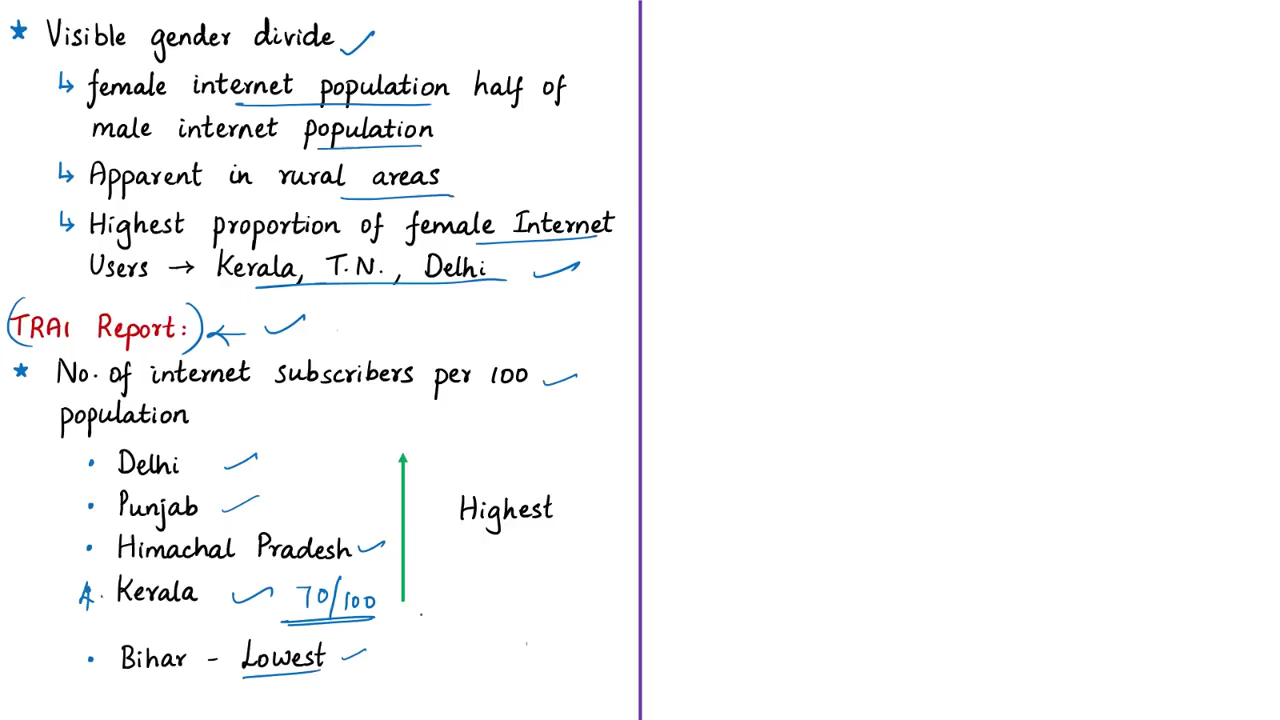 ★ Visible gender divide ✓
↳ female internet population half of
male internet population
↳ Apparent in rural areas
↳ Highest proportion of female Internet
Users → Kerala, T.N., Delhi ✓
(TRAI Report:) ← ✓
★ No. of internet subscribers per 100 ✓
population
• Delhi ✓
• Punjab ✓
Highest
• Himachal Pradesh ✓
• Kerala ✓ 70/100
• Bihar - Lowest ✓